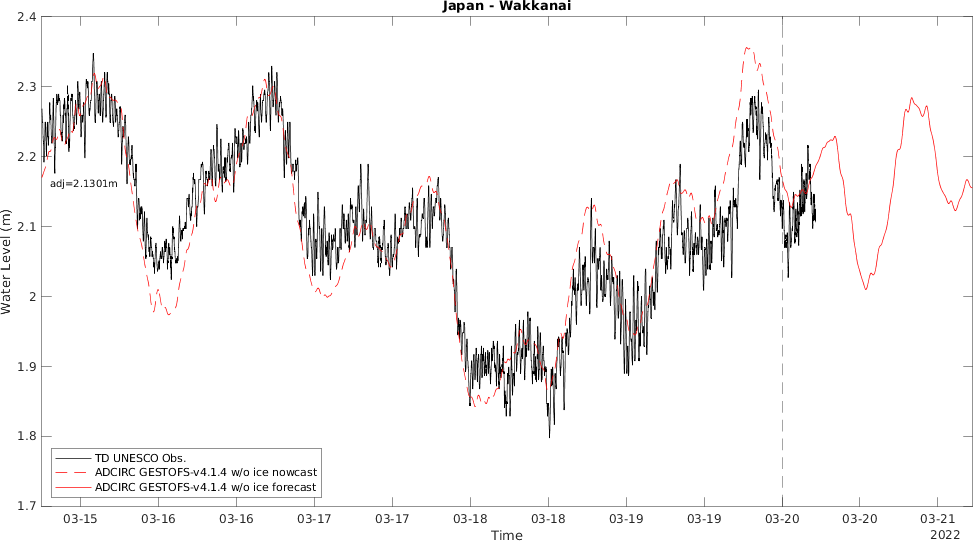 Japan - Wakkanai
2.4
2.3
2.2
2.1
2
1.9
1.8
1.7
Water Level (m)
adj=2.1301m
TD UNESCO Obs.
ADCIRC GESTOFS-v4.1.4 w/o ice nowcast
ADCIRC GESTOFS-v4.1.4 w/o ice forecast
03-15 03-16 03-16 03-17 03-17 03-18 03-18 03-19 03-19 03-20 03-20 03-21
Time
2022